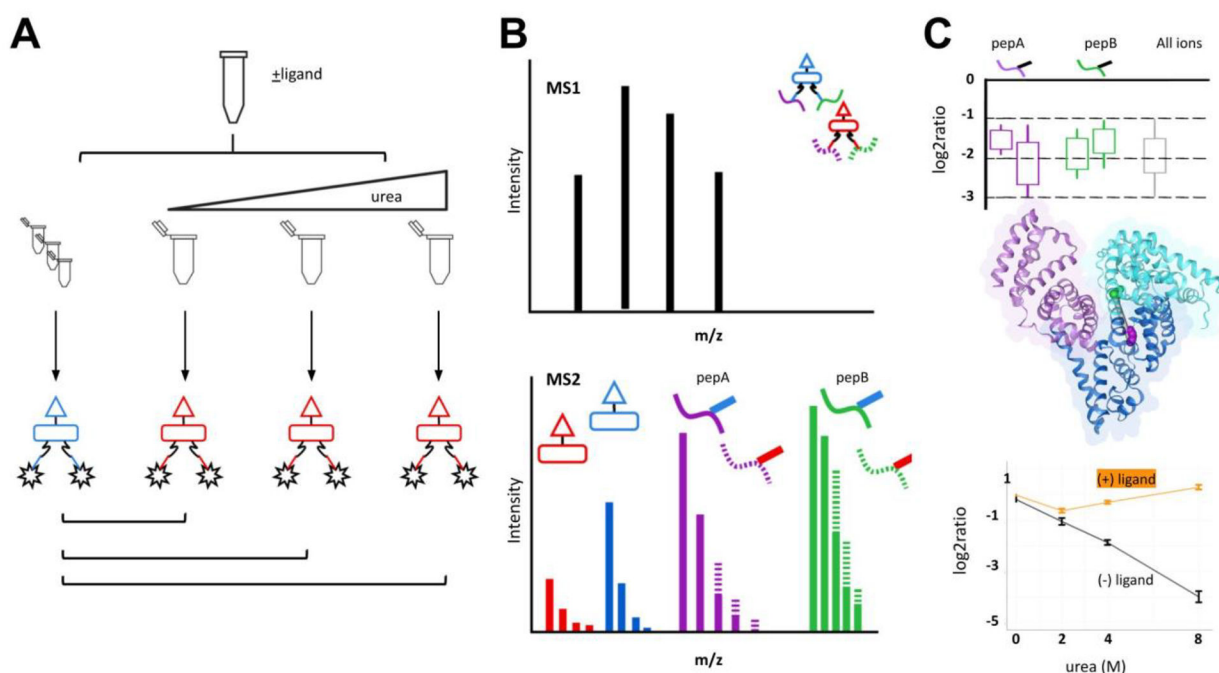 A
±ligand
urea
B
MS1
Intensity
m/z
MS2
pepA
pepB
Intensity
m/z
C
pepA
pepB
All ions
0
-1
-2
-3
log2ratio
1
-1
-3
-5
log2ratio
(+) ligand
(-) ligand
0
2
4
8
urea (M)